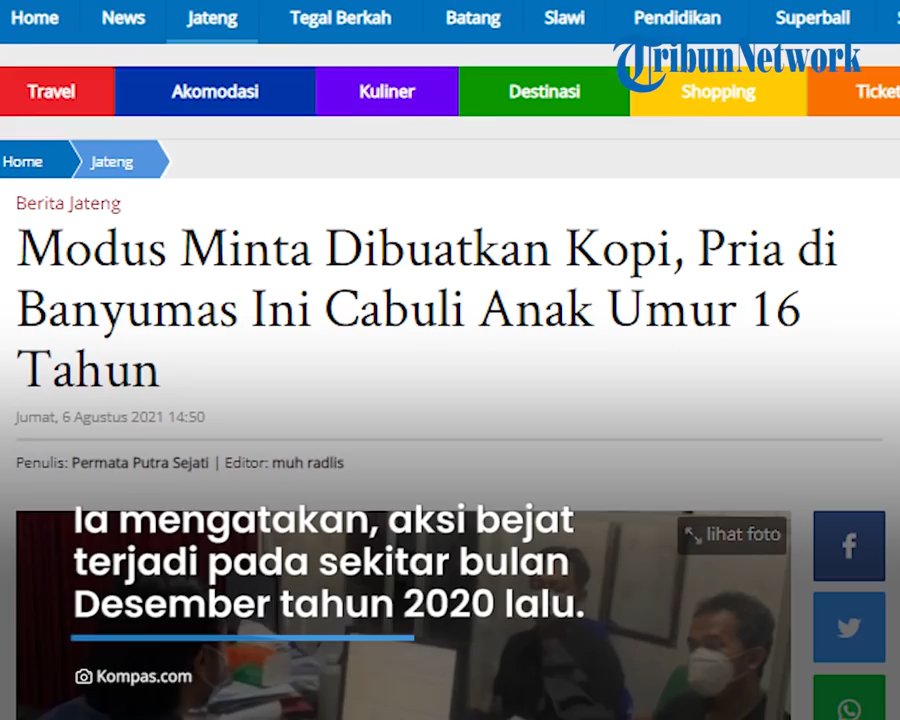 Home News Jateng Tegal Berkah Batang Slawi Pendidikan Superball
Tribun Network
Travel Akomodasi Kuliner Destinasi Shopping Ticket
Home Jateng
Berita Jateng
Modus Minta Dibuatkan Kopi, Pria di
Banyumas Ini Cabuli Anak Umur 16
Tahun
Jumat, 6 Agustus 2021 14:50
Penulis: Permata Putra Sejati | Editor: muh radlis
lihat foto
Ia mengatakan, aksi bejat
terjadi pada sekitar bulan
Desember tahun 2020 lalu.
Kompas.com